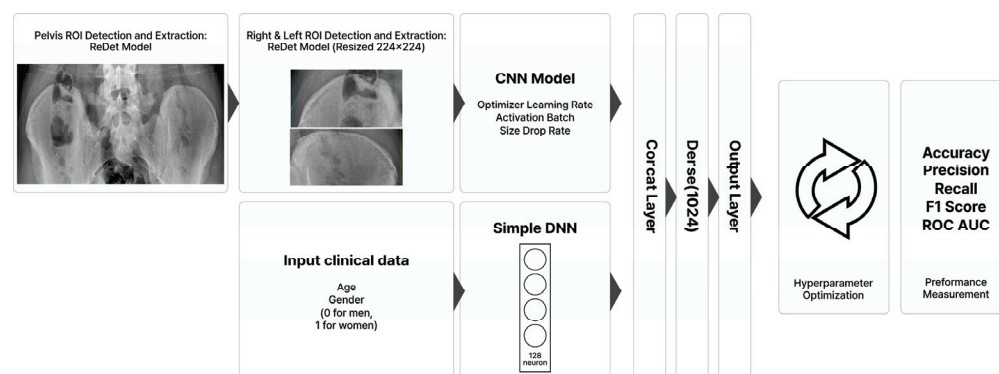 Pelvis ROI Detection and Extraction:
ReDet Model
Right & Left ROI Detection and Extraction:
ReDet Model (Resized 224×224)
CNN Model
Optimizer Learning Rate
Activation Batch
Size Drop Rate
Input clinical data
Age
Gender
(0 for men,
1 for women)
Simple DNN
128
neuron
Corcat Layer
Derse(1024)
Output Layer
Hyperparameter
Optimization
Accuracy
Precision
Recall
F1 Score
ROC AUC
Preformance
Measurement